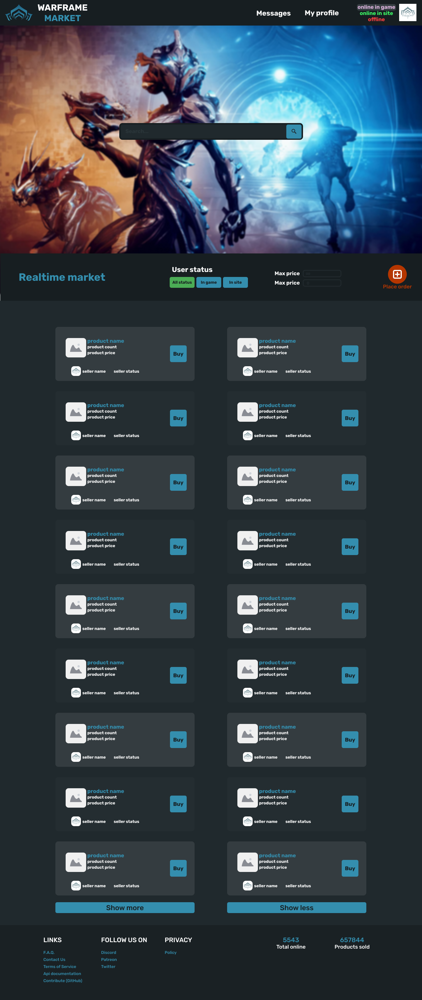 WARFRAME
MARKET
Messages
My profile
online in game
online in site
offline
Search...
Realtime market
User status
All status
In game
In site
Max price
∞
Max price
0
Place order
product name
product count
product price
Buy
seller name
seller status
product name
product count
product price
Buy
seller name
seller status
product name
product count
product price
Buy
seller name
seller status
product name
product count
product price
Buy
seller name
seller status
product name
product count
product price
Buy
seller name
seller status
product name
product count
product price
Buy
seller name
seller status
product name
product count
product price
Buy
seller name
seller status
product name
product count
product price
Buy
seller name
seller status
product name
product count
product price
Buy
seller name
seller status
product name
product count
product price
Buy
seller name
seller status
product name
product count
product price
Buy
seller name
seller status
product name
product count
product price
Buy
seller name
seller status
product name
product count
product price
Buy
seller name
seller status
product name
product count
product price
Buy
seller name
seller status
product name
product count
product price
Buy
seller name
seller status
product name
product count
product price
Buy
seller name
seller status
product name
product count
product price
Buy
seller name
seller status
product name
product count
product price
Buy
seller name
seller status
Show more
Show less
LINKS
F.A.Q.
Contact Us
Terms of Service
Api documentation
Contribute (GitHub)
FOLLOW US ON
Discord
Patreon
Twitter
PRIVACY
Policy
5543
Total online
657844
Products sold